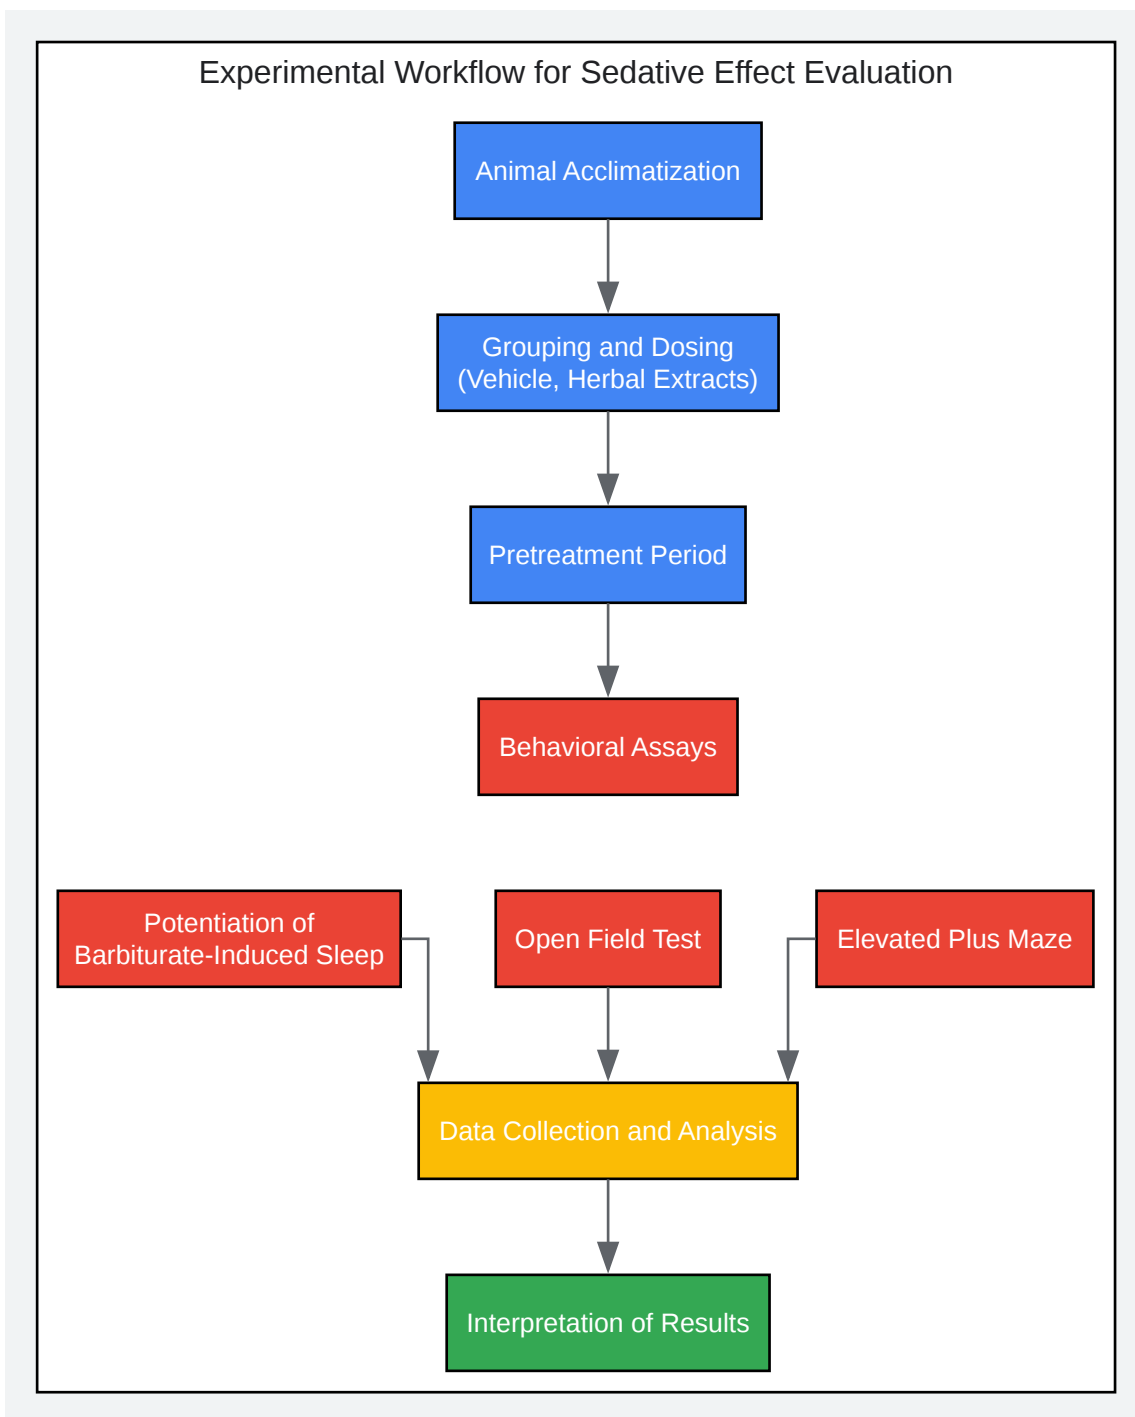 Experimental Workflow for Sedative Effect Evaluation
Animal Acclimatization
Grouping and Dosing
(Vehicle, Herbal Extracts)
Pretreatment Period
Behavioral Assays
Potentiation of
Barbiturate-Induced Sleep
Open Field Test
Elevated Plus Maze
Data Collection and Analysis
Interpretation of Results